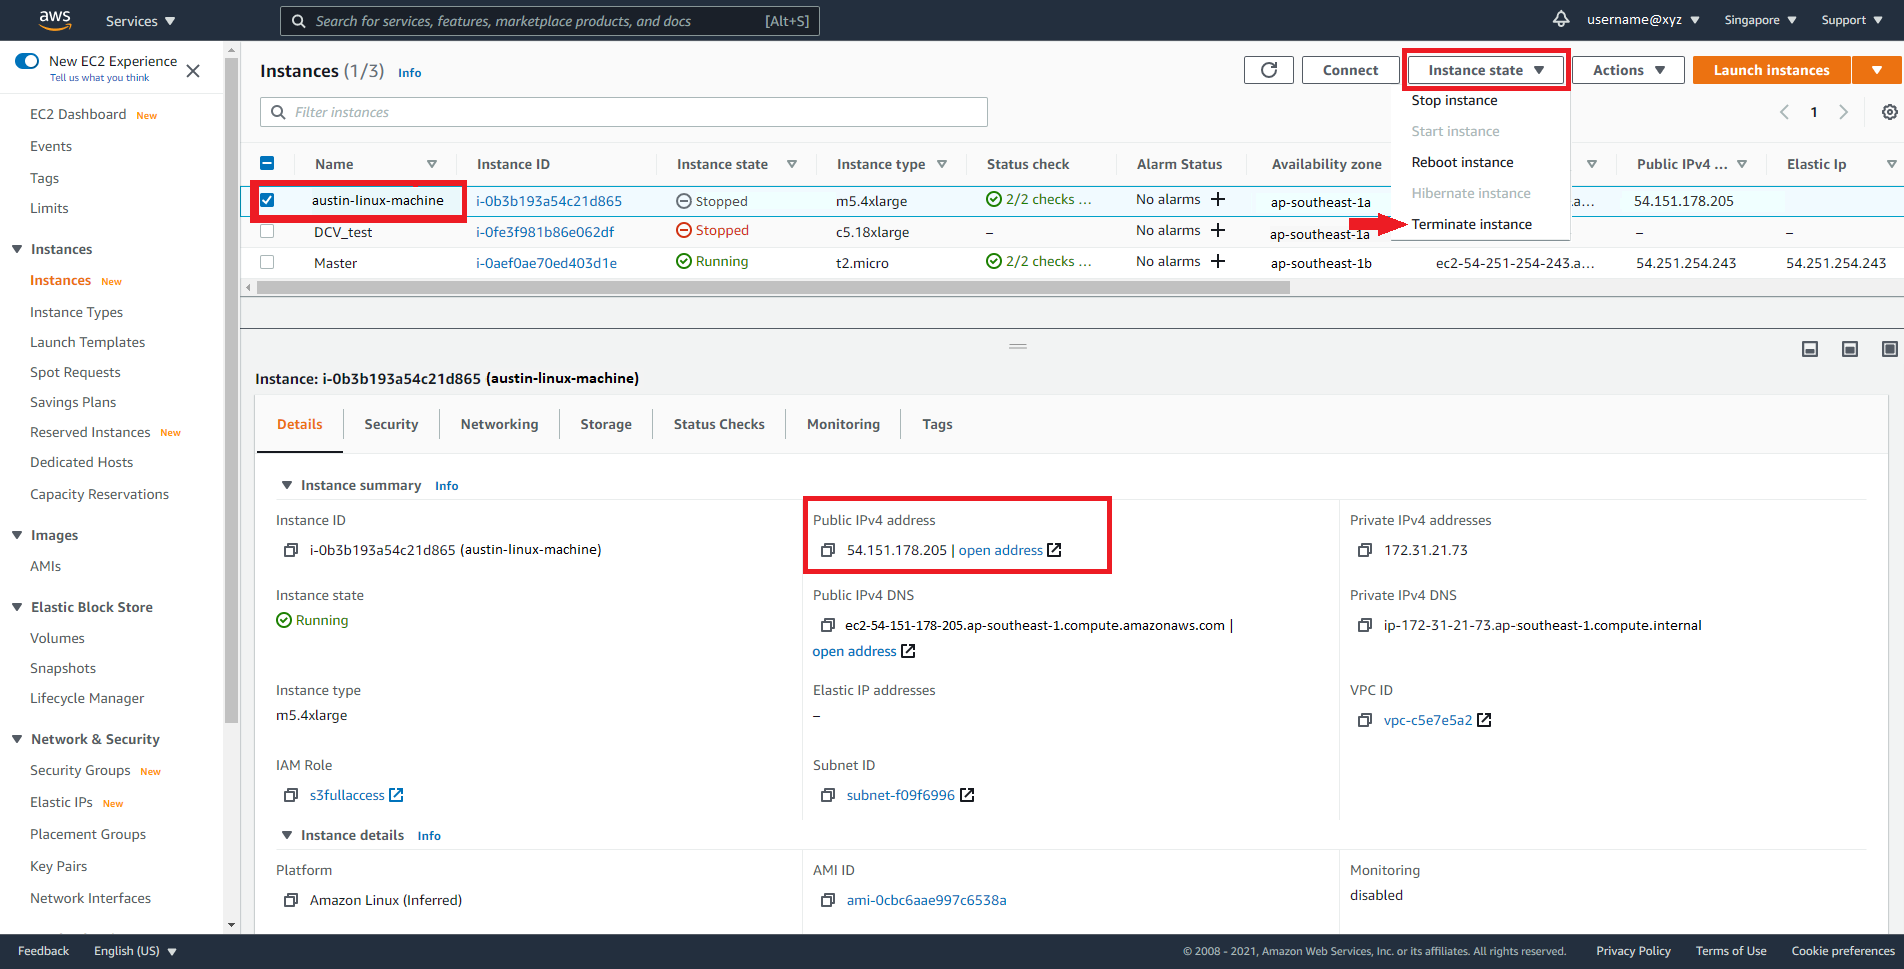 aws Services Search for services, features, marketplace products, and docs [Alt+S] username@xyz Singapore Support
New EC2 Experience
Tell us what you think
EC2 Dashboard New
Events
Tags
Limits
Instances
Instances New
Instance Types
Launch Templates
Spot Requests
Savings Plans
Reserved Instances New
Dedicated Hosts
Capacity Reservations
Images
AMIs
Elastic Block Store
Volumes
Snapshots
Lifecycle Manager
Network & Security
Security Groups New
Elastic IPs New
Placement Groups
Key Pairs
Network Interfaces
Instances (1/3) Info Connect Instance state Actions Launch instances
Filter instances 1
Stop instance
Start instance
Reboot instance
Hibernate instance
Terminate instance
Name Instance ID Instance state Instance type Status check Alarm Status Availability zone Public IPv4 ... Elastic Ip
austin-linux-machine i-0b3b193a54c21d865 Stopped m5.4xlarge 2/2 checks ... No alarms + ap-southeast-1a .a... 54.151.178.205
DCV_test i-0fe3f981b86e062df Stopped c5.18xlarge – No alarms + ap-southeast-1a – –
Master i-0aef0ae70ed403d1e Running t2.micro 2/2 checks ... No alarms + ap-southeast-1b ec2-54-251-254-243.a... 54.251.254.243 54.251.254.243
Instance: i-0b3b193a54c21d865 (austin-linux-machine)
Details Security Networking Storage Status Checks Monitoring Tags
Instance summary Info
Instance ID Public IPv4 address Private IPv4 addresses
i-0b3b193a54c21d865 (austin-linux-machine) 54.151.178.205 | open address 172.31.21.73
Instance state Public IPv4 DNS Private IPv4 DNS
Running ec2-54-151-178-205.ap-southeast-1.compute.amazonaws.com | ip-172-31-21-73.ap-southeast-1.compute.internal
open address
Instance type Elastic IP addresses VPC ID
m5.4xlarge – vpc-c5e7e5a2
IAM Role Subnet ID
s3fullaccess subnet-f09f6996
Instance details Info
Platform AMI ID Monitoring
Amazon Linux (Inferred) ami-0cbc6aae997c6538a disabled
Feedback English (US) © 2008 - 2021, Amazon Web Services, Inc. or its affiliates. All rights reserved. Privacy Policy Terms of Use Cookie preferences